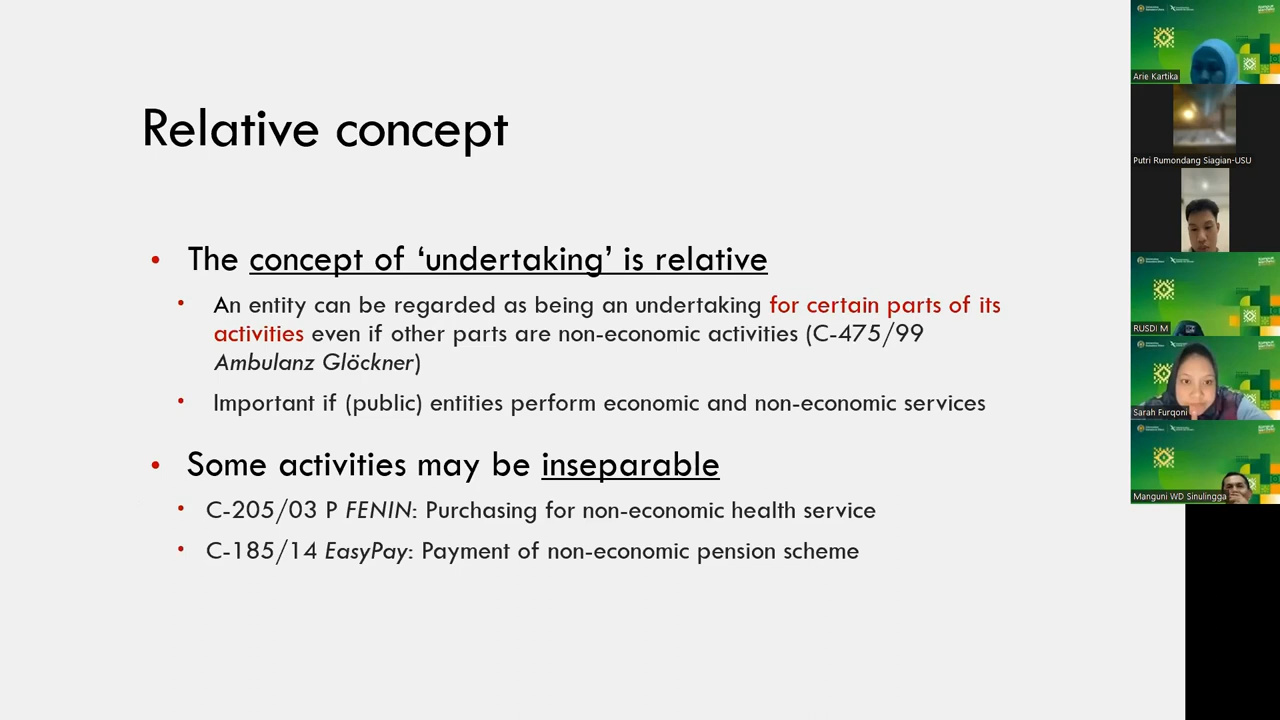 Relative concept
• The concept of ‘undertaking’ is relative
• An entity can be regarded as being an undertaking for certain parts of its
activities even if other parts are non-economic activities (C-475/99
Ambulanz Glöckner)
• Important if (public) entities perform economic and non-economic services
• Some activities may be inseparable
• C-205/03 P FENIN: Purchasing for non-economic health service
• C-185/14 EasyPay: Payment of non-economic pension scheme
Arie Kartika
Putri Rumondang Siagian-USU
RUSDI M
Sarah Furqoni
Manguni WD Sinulingga